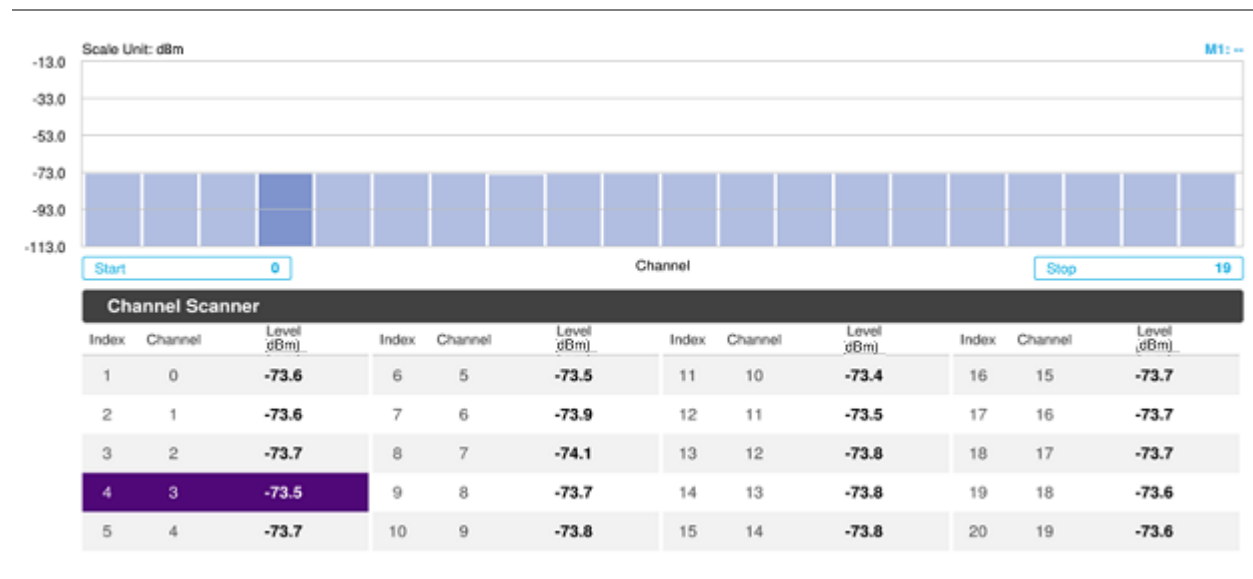 Scale Unit: dBm M1: --
-13.0
-33.0
-53.0
-73.0
-93.0
-113.0
Start 0 Channel Stop 19
Channel Scanner
Index Channel Level dBm) Index Channel Level dBm) Index Channel Level dBm) Index Channel Level dBm)
1 0 -73.6 6 5 -73.5 11 10 -73.4 16 15 -73.7
2 1 -73.6 7 6 -73.9 12 11 -73.5 17 16 -73.7
3 2 -73.7 8 7 -74.1 13 12 -73.8 18 17 -73.7
4 3 -73.5 9 8 -73.7 14 13 -73.8 19 18 -73.6
5 4 -73.7 10 9 -73.8 15 14 -73.8 20 19 -73.6